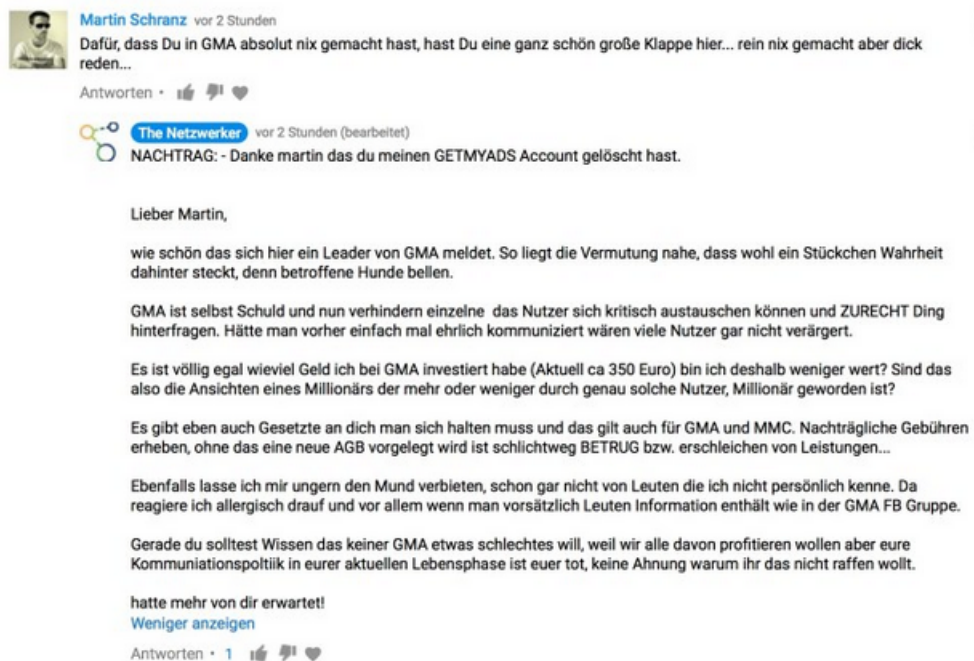 Martin Schranz vor 2 Stunden
Dafür, dass Du in GMA absolut nix gemacht hast, hast Du eine ganz schön große Klappe hier... rein nix gemacht aber dick
reden...
Antworten •
The Netzwerker vor 2 Stunden (bearbeitet)
NACHTRAG: - Danke martin das du meinen GETMYADS Account gelöscht hast.
Lieber Martin,
wie schön das sich hier ein Leader von GMA meldet. So liegt die Vermutung nahe, dass wohl ein Stückchen Wahrheit
dahinter steckt, denn betroffene Hunde bellen.
GMA ist selbst Schuld und nun verhindern einzelne das Nutzer sich kritisch austauschen können und ZURECHT Ding
hinterfragen. Hätte man vorher einfach mal ehrlich kommuniziert wären viele Nutzer gar nicht verärgert.
Es ist völlig egal wieviel Geld ich bei GMA investiert habe (Aktuell ca 350 Euro) bin ich deshalb weniger wert? Sind das
also die Ansichten eines Millionärs der mehr oder weniger durch genau solche Nutzer, Millionär geworden ist?
Es gibt eben auch Gesetzte an dich man sich halten muss und das gilt auch für GMA und MMC. Nachträgliche Gebühren
erheben, ohne das eine neue AGB vorgelegt wird ist schlichtweg BETRUG bzw. erschleichen von Leistungen...
Ebenfalls lasse ich mir ungern den Mund verbieten, schon gar nicht von Leuten die ich nicht persönlich kenne. Da
reagiere ich allergisch drauf und vor allem wenn man vorsätzlich Leuten Information enthält wie in der GMA FB Gruppe.
Gerade du solltest Wissen das keiner GMA etwas schlechtes will, weil wir alle davon profitieren wollen aber eure
Kommuniationspoltiik in eurer aktuellen Lebensphase ist euer tot, keine Ahnung warum ihr das nicht raffen wollt.
hatte mehr von dir erwartet!
Weniger anzeigen
Antworten • 1